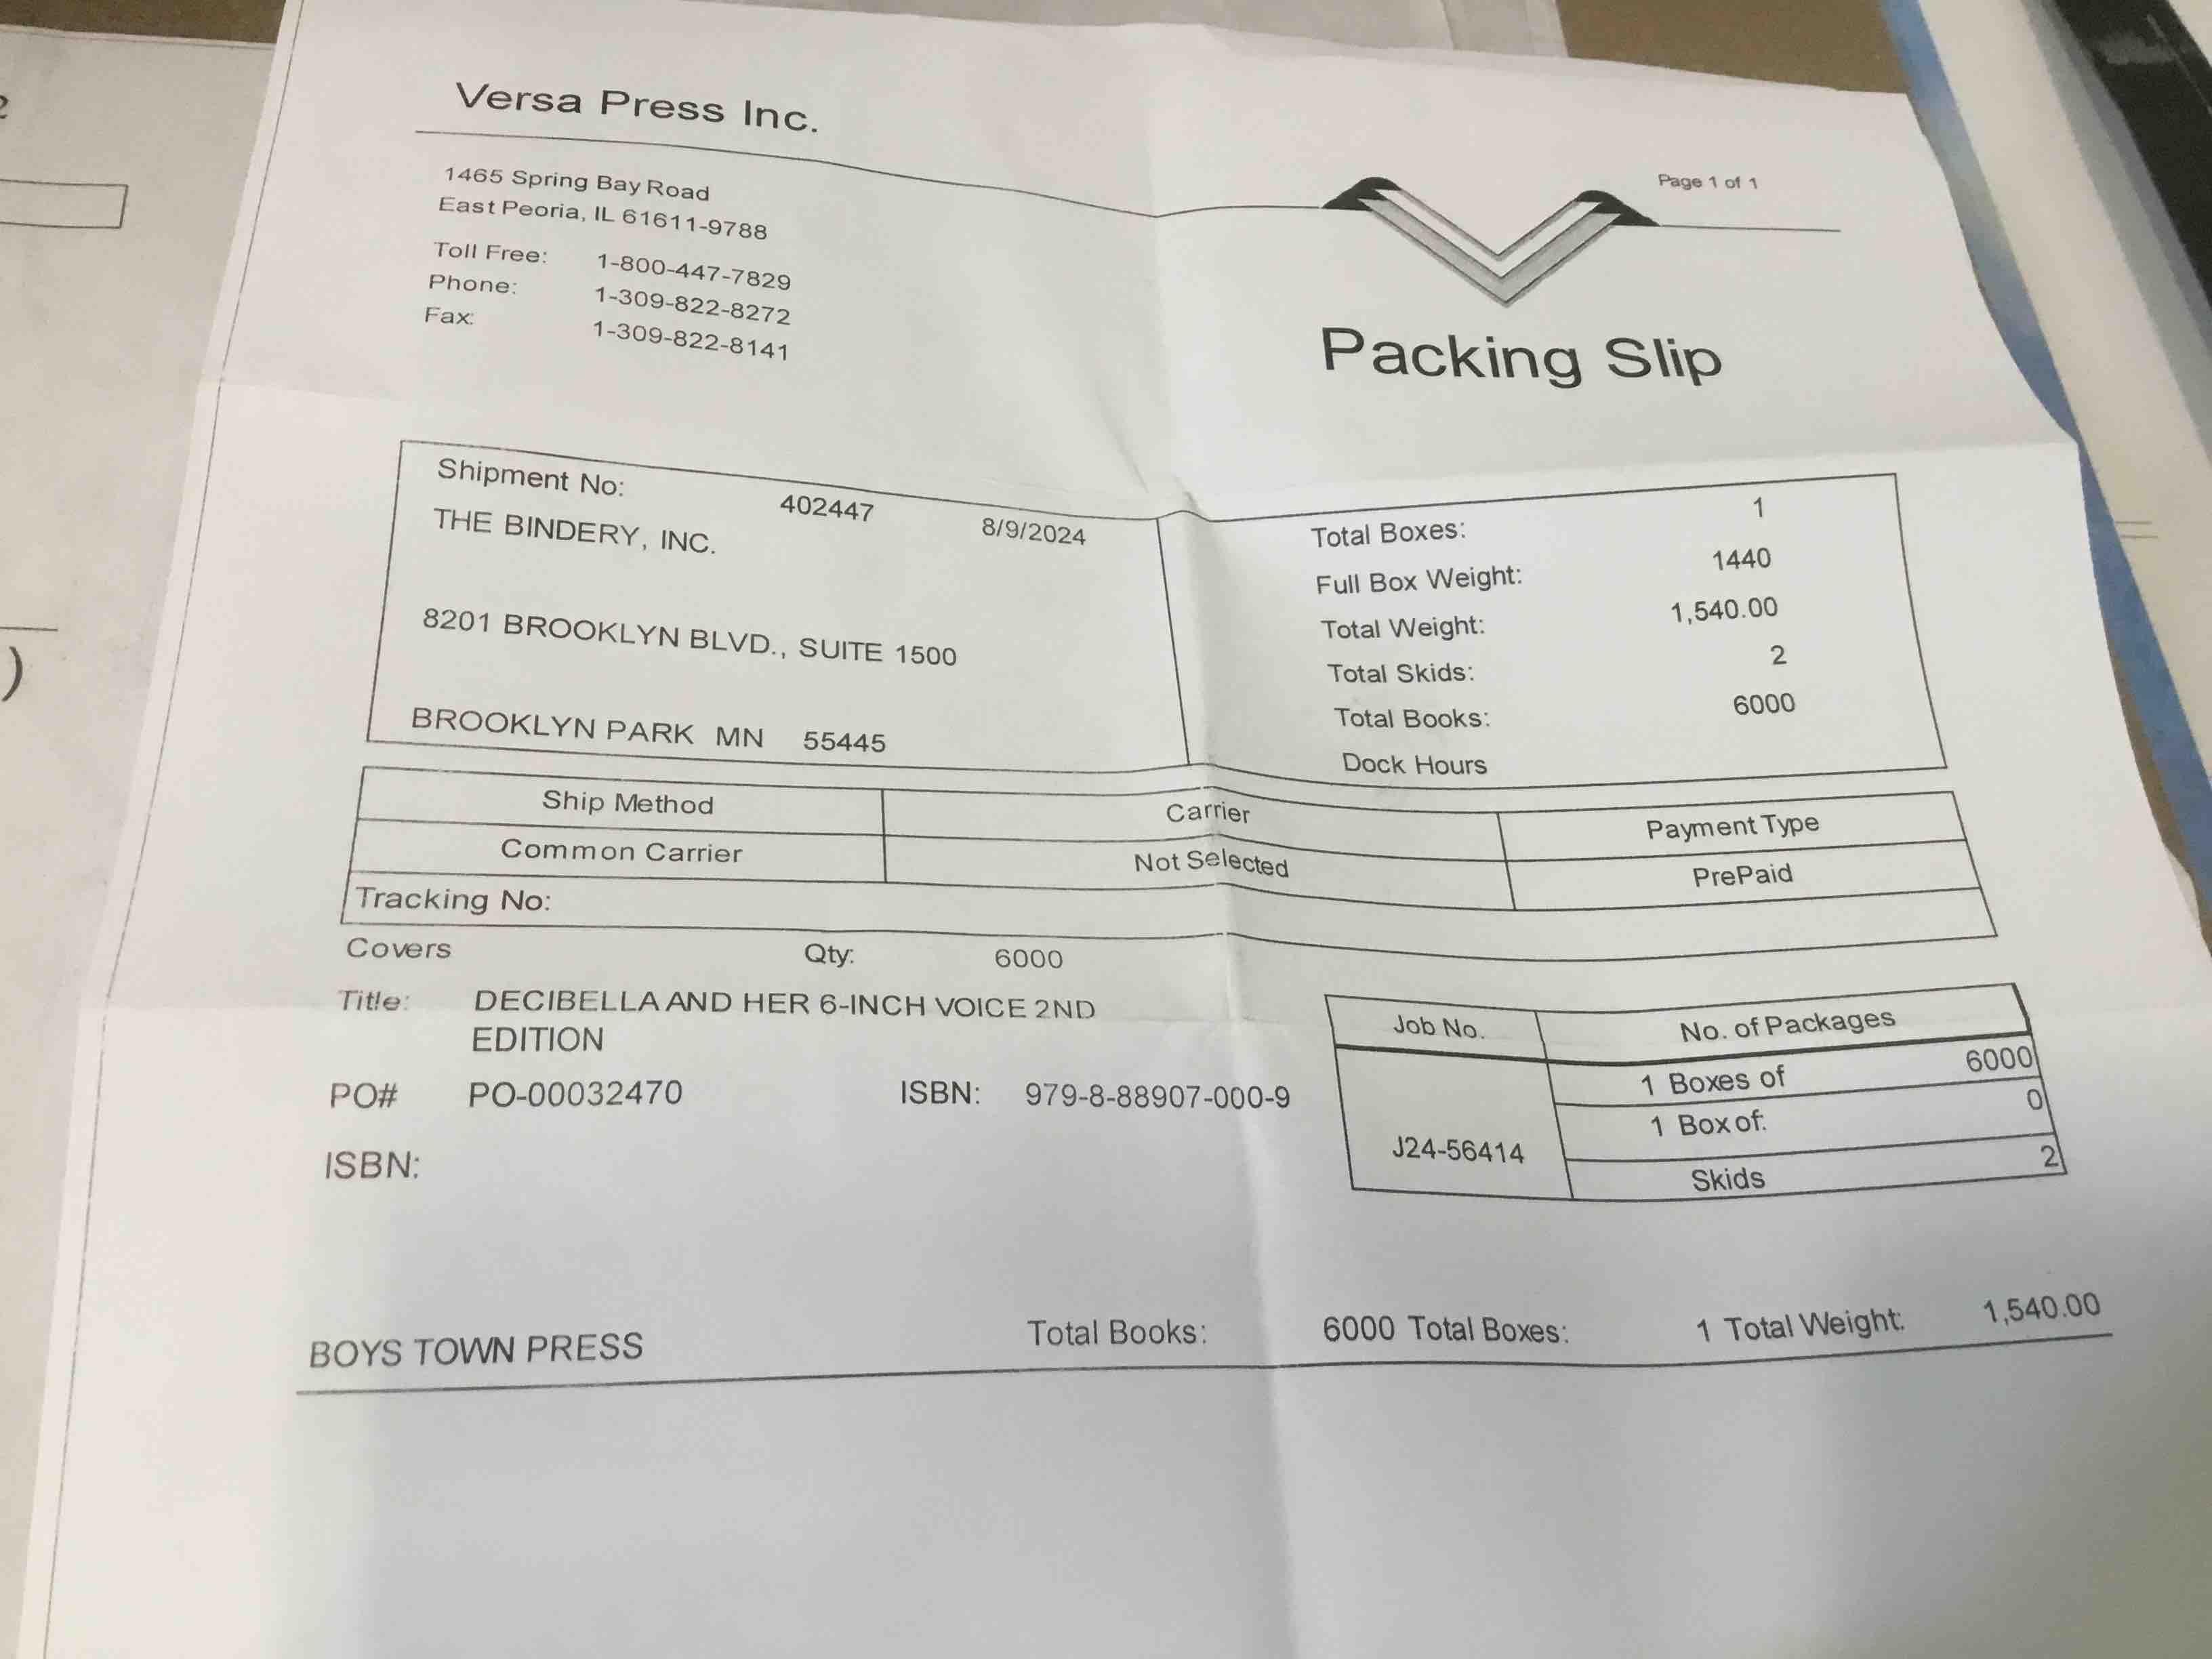 Versa Press Inc.
Page 1 of 1
1465 Spring Bay Road
East Peoria, IL 61611-9788
Toll Free: 1-800-447-7829
Phone: 1-309-822-8272
Fax: 1-309-822-8141
Packing Slip
Shipment No: 402447 8/9/2024
THE BINDERY, INC.
8201 BROOKLYN BLVD., SUITE 1500
BROOKLYN PARK MN 55445
Total Boxes: 1
Full Box Weight: 1440
Total Weight: 1,540.00
Total Skids: 2
Total Books: 6000
Dock Hours
Ship Method Carrier Payment Type
Common Carrier Not Selected PrePaid
Tracking No:
Covers Qty: 6000
Title: DECIBELLA AND HER 6-INCH VOICE 2ND
EDITION
PO# PO-00032470 ISBN: 979-8-88907-000-9
ISBN:
Job No. No. of Packages
1 Boxes of 6000
1 Box of: 0
J24-56414
Skids 2
BOYS TOWN PRESS Total Books: 6000 Total Boxes: 1 Total Weight: 1,540.00